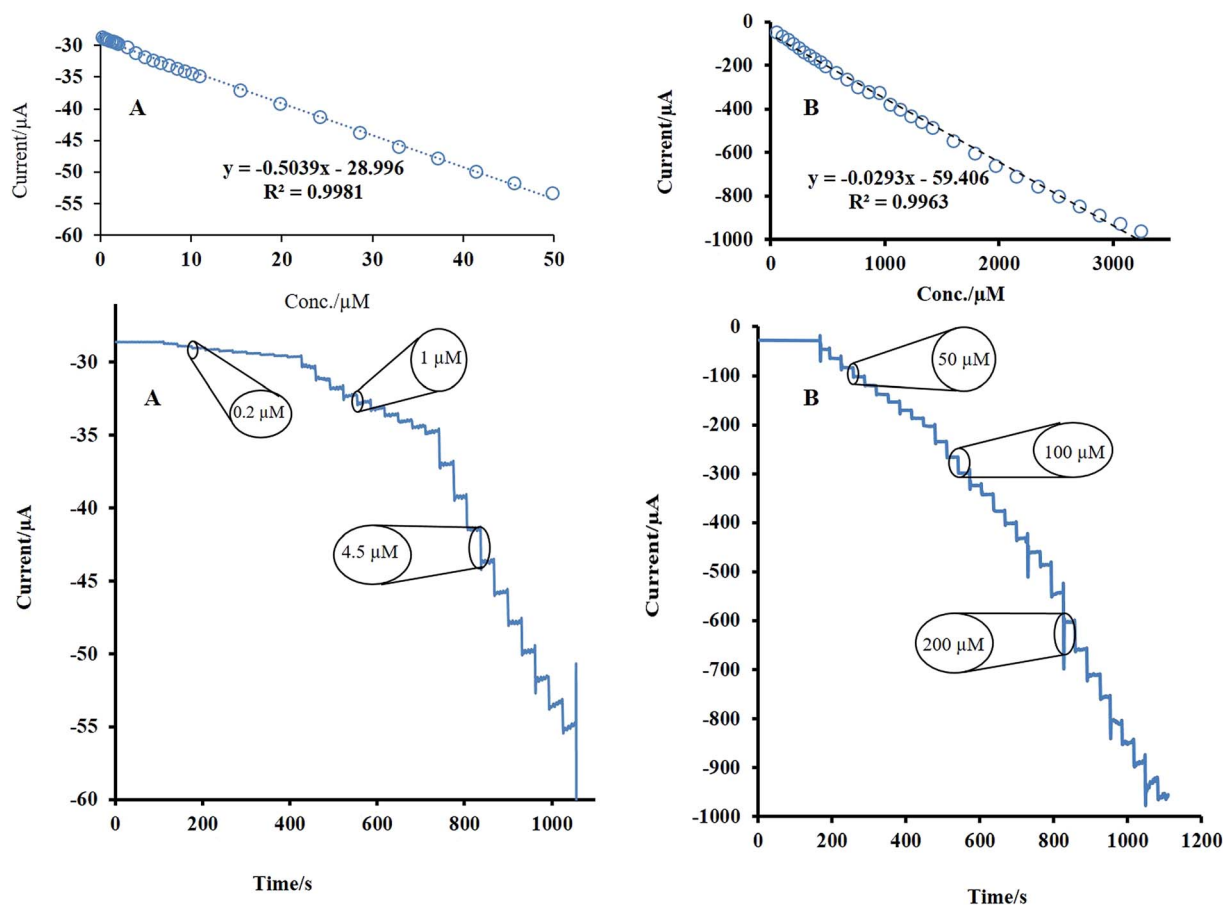 -30
-35
-40
-45
-50
-55
-60
Current/µA
A
y = -0.5039x - 28.996
R² = 0.9981
0 10 20 30 40 50
Conc./µM
0
-200
-400
-600
-800
-1000
Current/µA
B
y = -0.0293x - 59.406
R² = 0.9963
0 1000 2000 3000
Conc./µM
-30
-35
-40
-45
-50
-55
-60
Current/µA
A
0.2 µM
1 µM
4.5 µM
0 200 400 600 800 1000
Time/s
0
-100
-200
-300
-400
-500
-600
-700
-800
-900
-1000
Current/µA
B
50 µM
100 µM
200 µM
0 200 400 600 800 1000 1200
Time/s